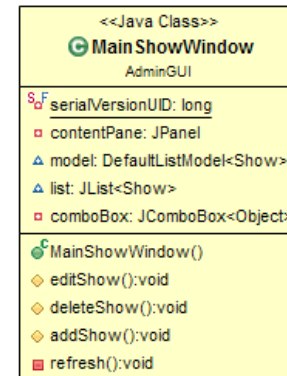 <<Java Class>>
C MainShowWindow
AdminGUI
S F serialVersionUID: long
contentPane: JPanel
model: DefaultListModel<Show>
list: JList<Show>
comboBox: JComboBox<Object>
C MainShowWindow()
editShow():void
deleteShow():void
addShow():void
refresh():void